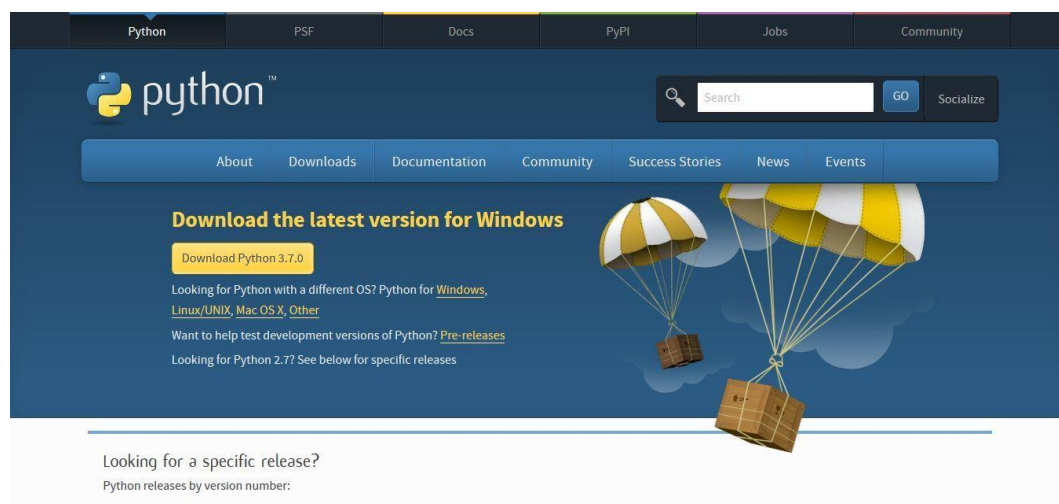 Python PSF Docs PyPI Jobs Community
python™
Search GO Socialize
About Downloads Documentation Community Success Stories News Events
Download the latest version for Windows
Download Python 3.7.0
Looking for Python with a different OS? Python for Windows,
Linux/UNIX, Mac OS X, Other
Want to help test development versions of Python? Pre-releases
Looking for Python 2.7? See below for specific releases
Looking for a specific release?
Python releases by version number: